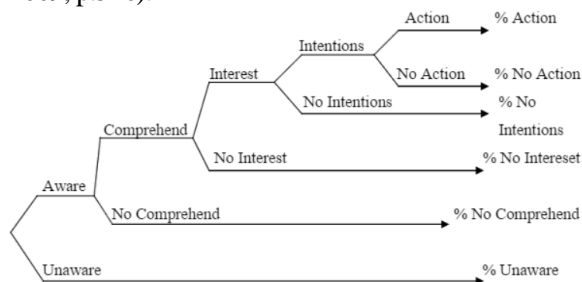 Action % Action
Intentions
Interest No Action % No Action
No Intentions % No
Comprehend Intentions
No Interest % No Intereset
Aware
No Comprehend % No Comprehend
Unaware % Unaware